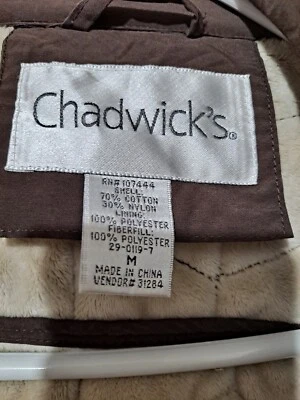 Chadwick's®
RN# 107444
SHELL:
70% COTTON
30% NYLON
LINING:
100% POLYESTER
FIBERFILL:
100% POLYESTER
29-0119-7
M
MADE IN CHINA
VENDOR# 31284